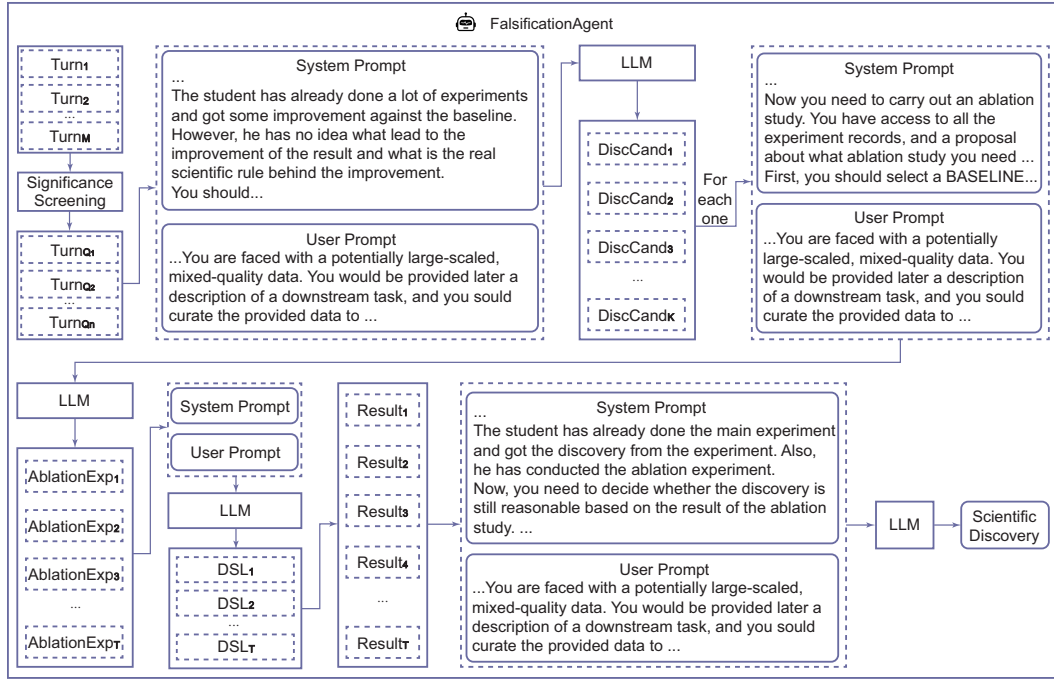 FalsificationAgent
Turn1
Turn2
...
TurnM
Significance
Screening
TurnQ1
TurnQ2
...
TurnQn
System Prompt
...
The student has already done a lot of experiments
and got some improvement against the baseline.
However, he has no idea what lead to the
improvement of the result and what is the real
scientific rule behind the improvement.
You should...
User Prompt
...You are faced with a potentially large-scaled,
mixed-quality data. You would be provided later a
description of a downstream task, and you sould
curate the provided data to ...
LLM
DiscCand1
DiscCand2
DiscCand3
...
DiscCandK
For
each
one
System Prompt
...
Now you need to carry out an ablation
study. You have access to all the
experiment records, and a proposal
about what ablation study you need ...
First, you should select a BASELINE...
User Prompt
...You are faced with a potentially
large-scaled, mixed-quality data. You
would be provided later a description
of a downstream task, and you sould
curate the provided data to ...
LLM
AblationExp1
AblationExp2
AblationExp3
...
AblationExpT
System Prompt
User Prompt
LLM
DSL1
DSL2
...
DSLT
Result1
Result2
Result3
Result4
...
ResultT
System Prompt
...
The student has already done the main experiment
and got the discovery from the experiment. Also,
he has conducted the ablation experiment.
Now, you need to decide whether the discovery is
still reasonable based on the result of the ablation
study. ...
User Prompt
...You are faced with a potentially large-scaled,
mixed-quality data. You would be provided later a
description of a downstream task, and you sould
curate the provided data to ...
LLM
Scientific
Discovery